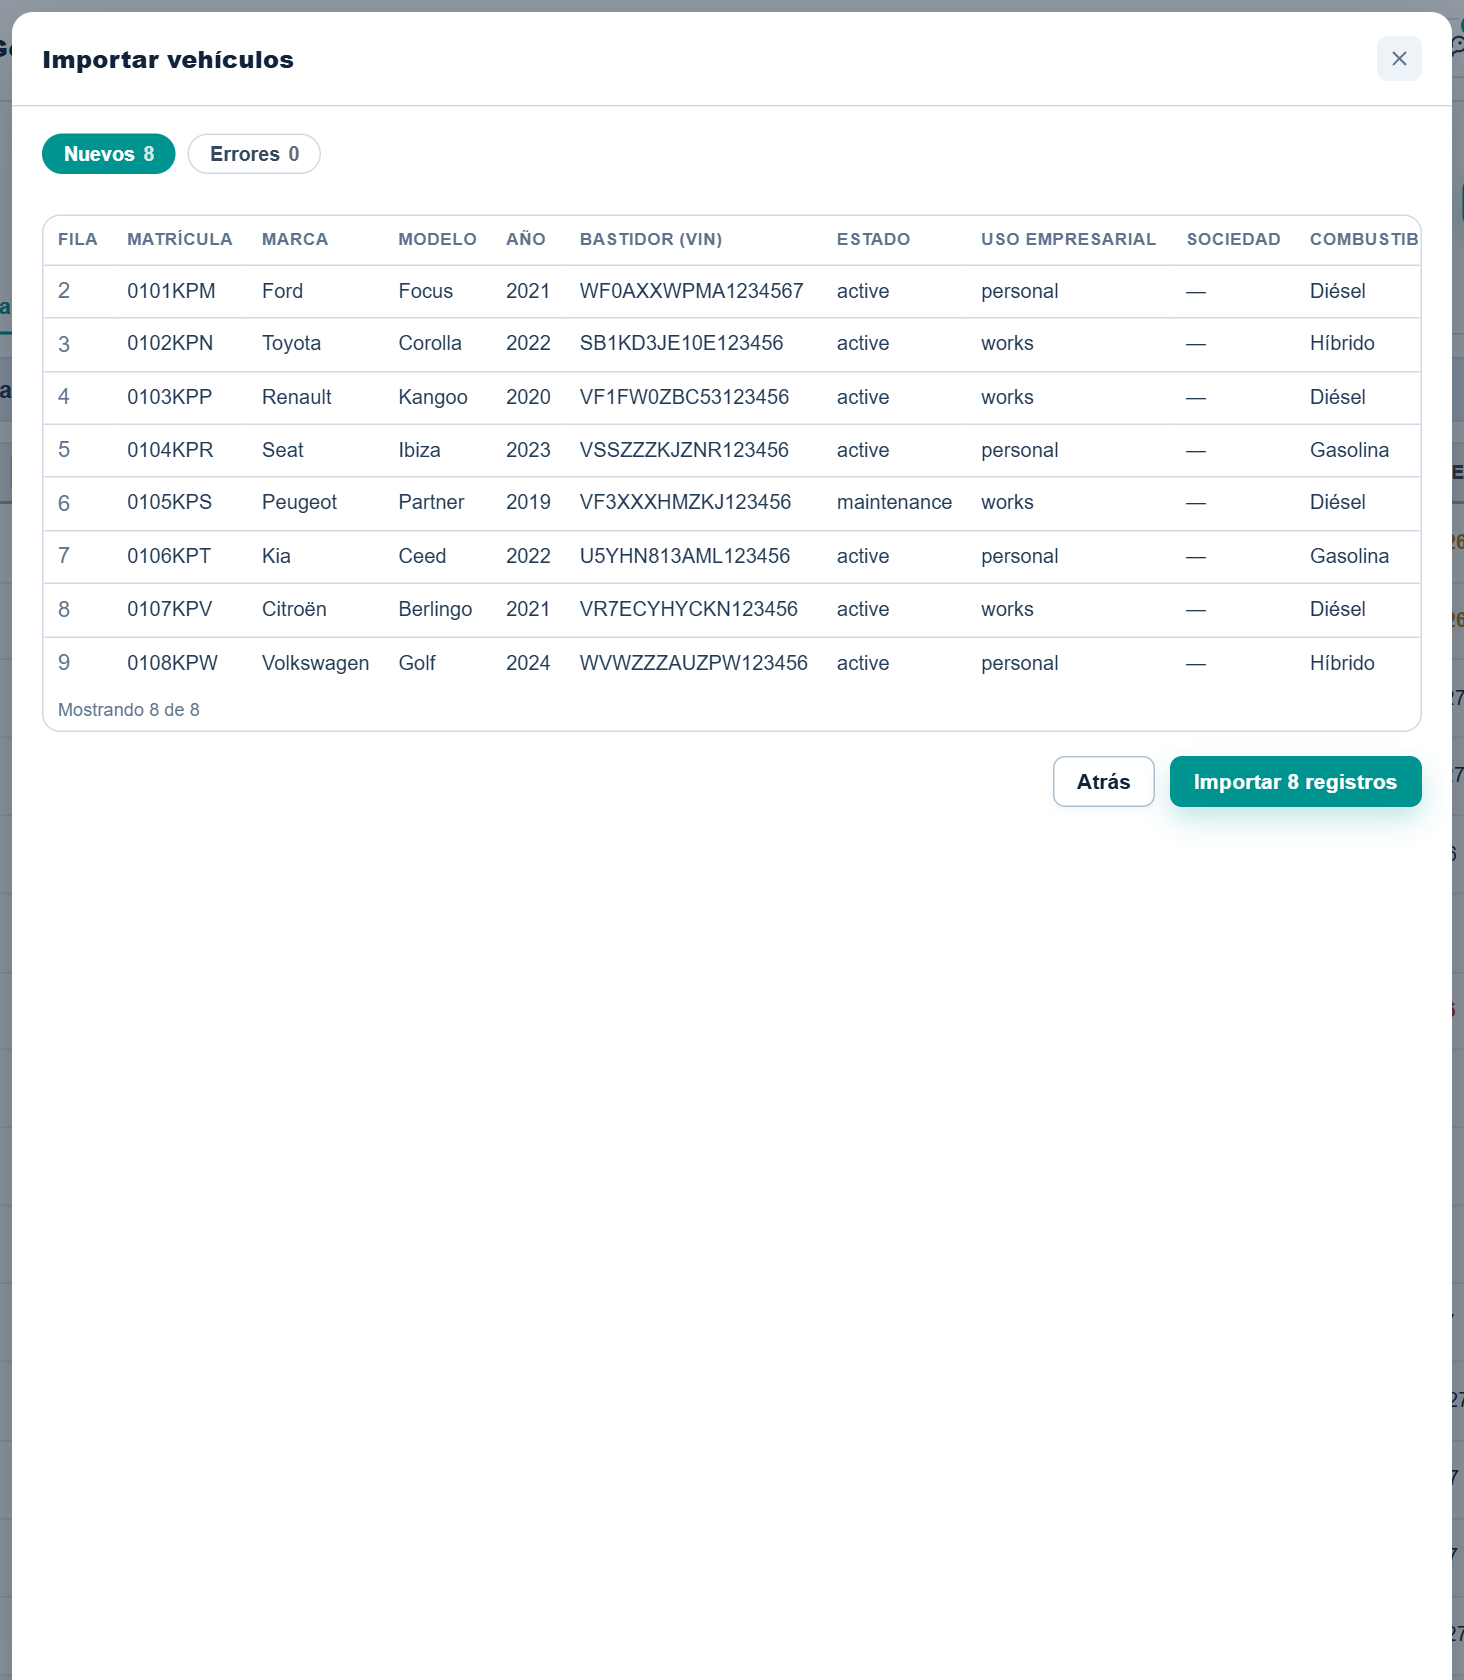 Importar vehículos
Nuevos 8 Errores 0
FILA MATRÍCULA MARCA MODELO AÑO BASTIDOR (VIN) ESTADO USO EMPRESARIAL SOCIEDAD COMBUSTIB
2 0101KPM Ford Focus 2021 WF0AXXWPMA1234567 active personal — Diésel
3 0102KPN Toyota Corolla 2022 SB1KD3JE10E123456 active works — Híbrido
4 0103KPP Renault Kangoo 2020 VF1FW0ZBC53123456 active works — Diésel
5 0104KPR Seat Ibiza 2023 VSSZZZKJZNR123456 active personal — Gasolina
6 0105KPS Peugeot Partner 2019 VF3XXXHMZKJ123456 maintenance works — Diésel
7 0106KPT Kia Ceed 2022 U5YHN813AML123456 active personal — Gasolina
8 0107KPV Citroën Berlingo 2021 VR7ECYHYCKN123456 active works — Diésel
9 0108KPW Volkswagen Golf 2024 WVWZZZAUZPW123456 active personal — Híbrido
Mostrando 8 de 8
Atrás Importar 8 registros